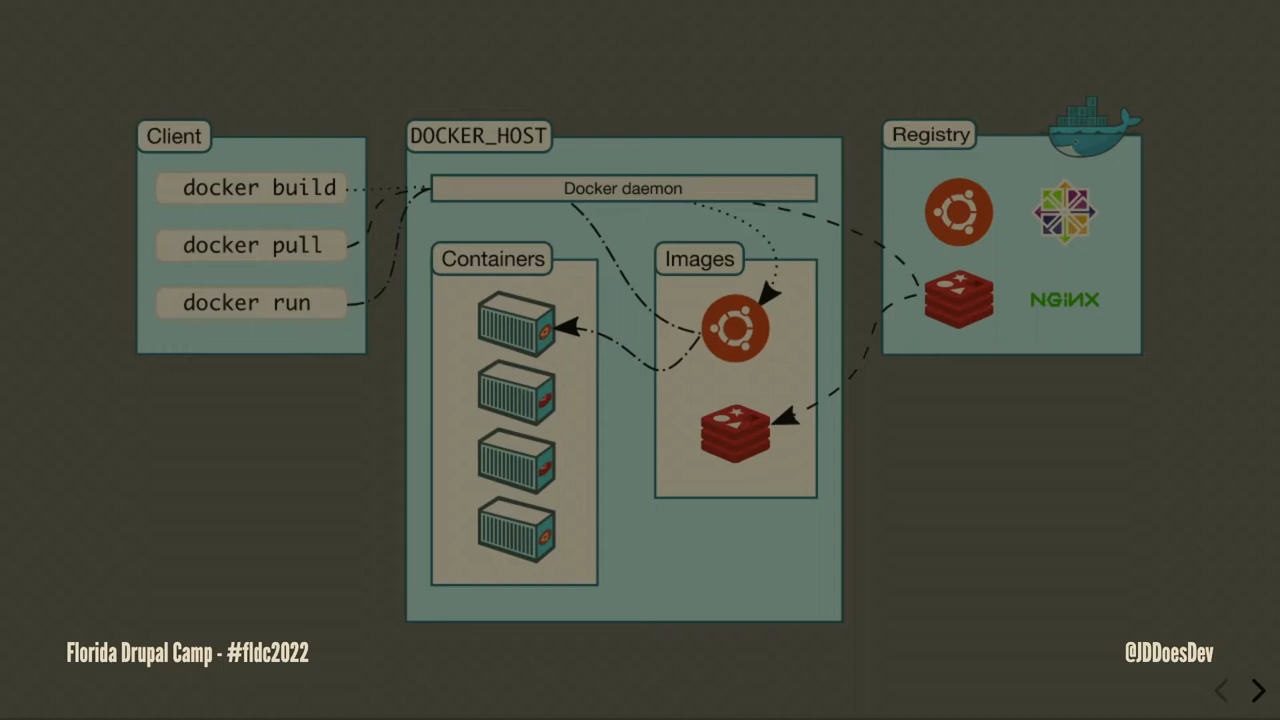 Client
docker build
docker pull
docker run
DOCKER_HOST
Docker daemon
Containers
Images
Registry
NGiNX
Florida Drupal Camp - #fldc2022
@JDDoesDev